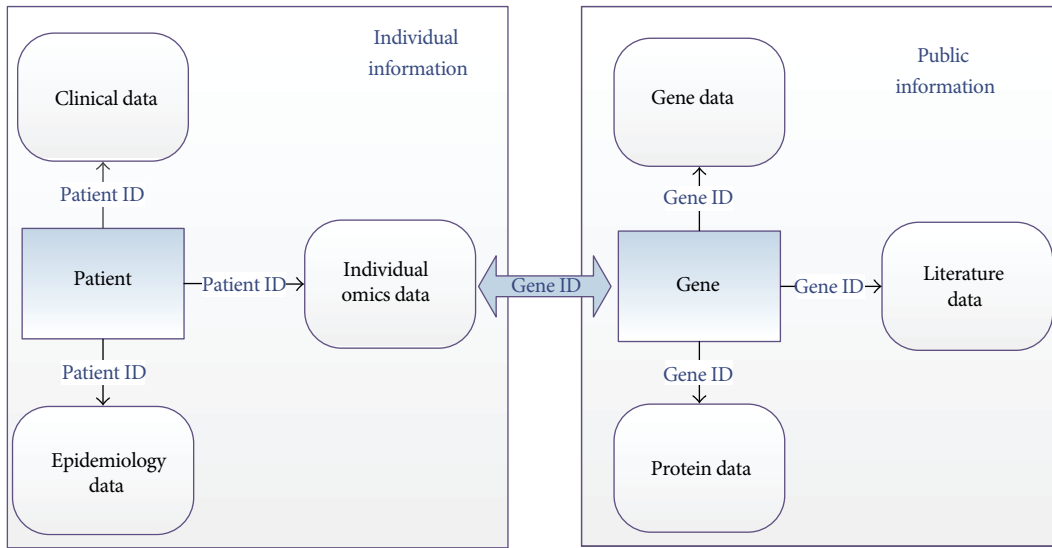 Individual
information
Clinical data
Patient ID
Patient
Patient ID
Individual
omics data
Patient ID
Epidemiology
data
Gene ID
Public
information
Gene data
Gene ID
Gene
Gene ID
Literature
data
Gene ID
Protein data